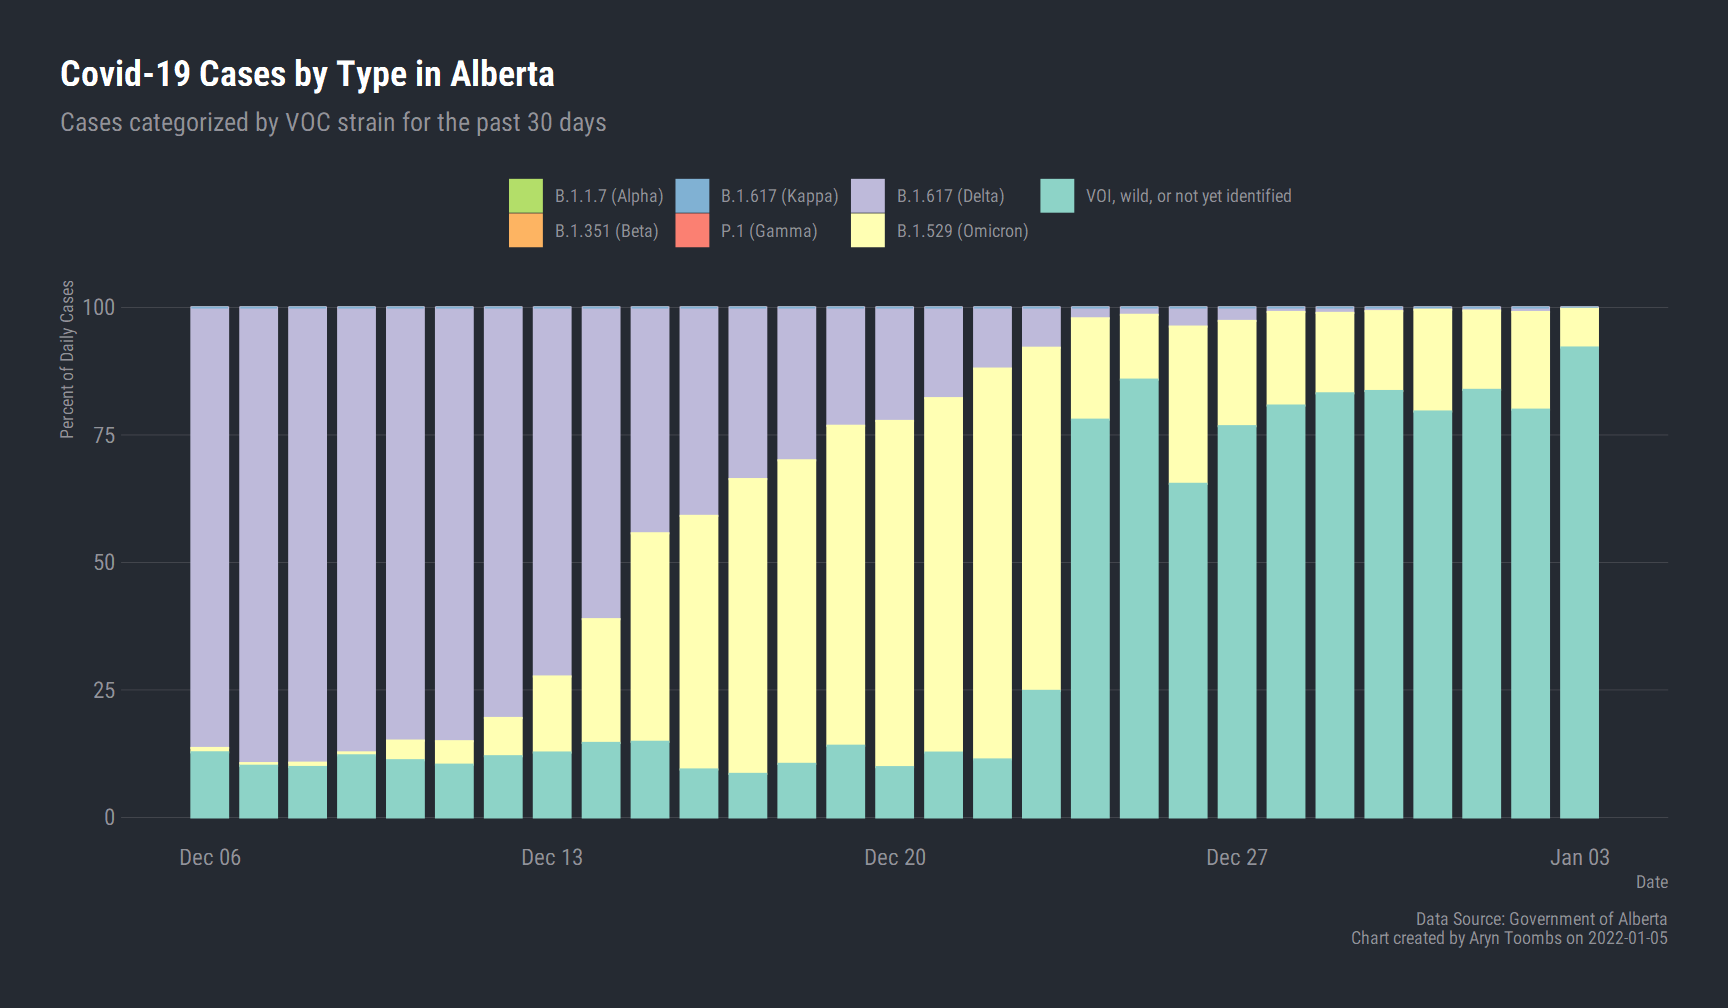 Covid-19 Cases by Type in Alberta
Cases categorized by VOC strain for the past 30 days
B.1.1.7 (Alpha) B.1.617 (Kappa) B.1.617 (Delta) VOI, wild, or not yet identified
B.1.351 (Beta) P.1 (Gamma) B.1.529 (Omicron)
Percent of Daily Cases
100
75
50
25
0
Dec 06 Dec 13 Dec 20 Dec 27 Jan 03
Date
Data Source: Government of Alberta
Chart created by Aryn Toombs on 2022-01-05